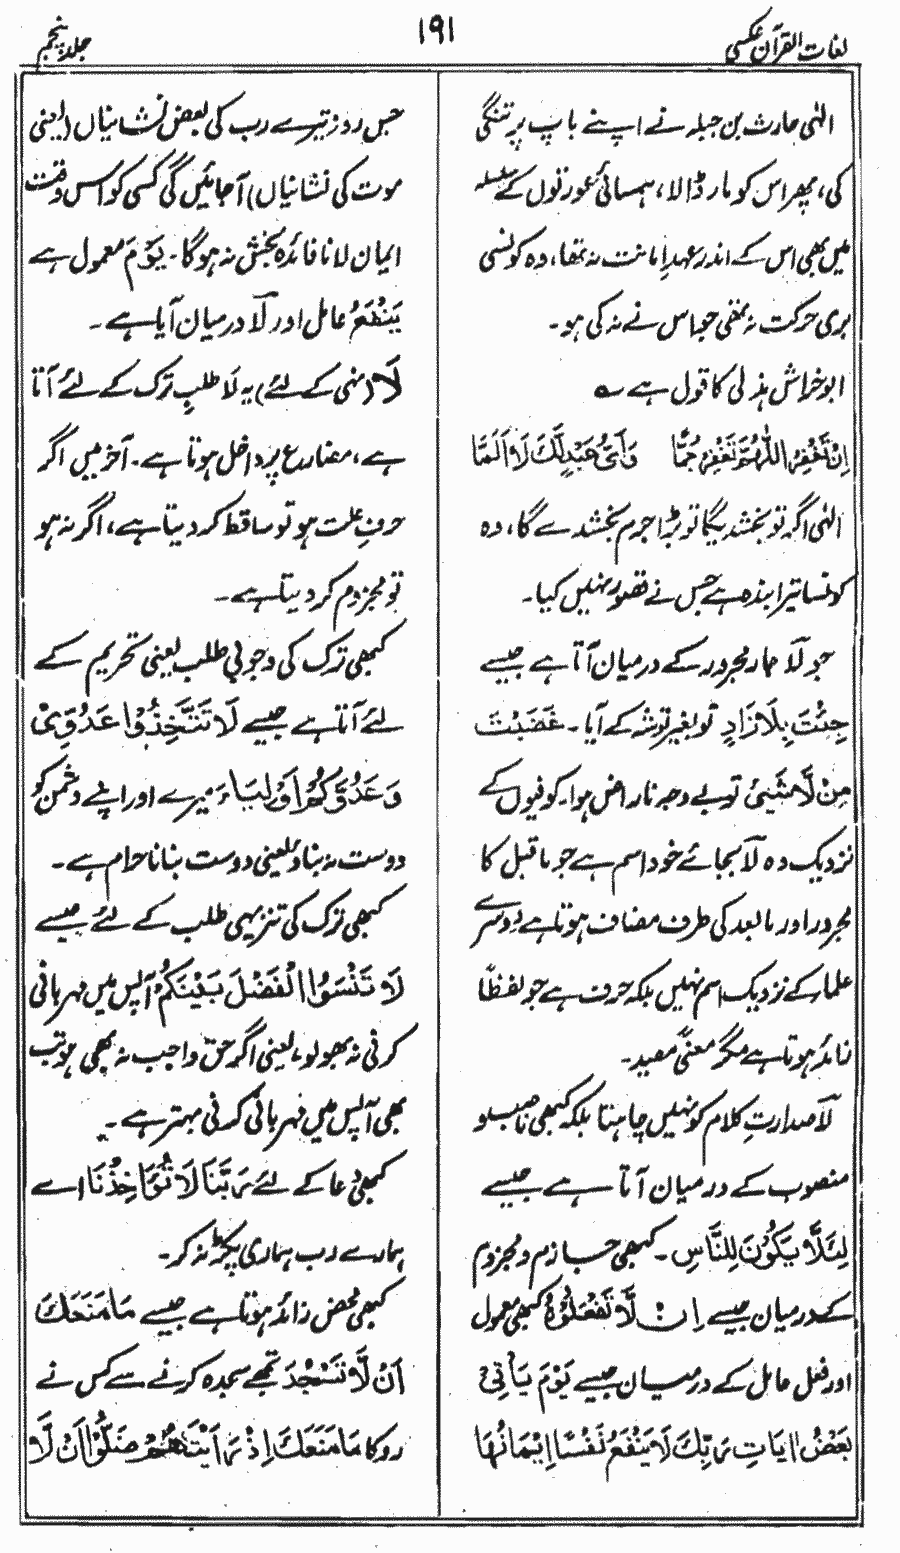 لغات القرآن عکسی
۱۹۱
جلد پنجم
الٰہی حارث بن جبلہ نے اپنے باپ پر تنگی
کی، پھر اس کو مار ڈالا، ہمسائی عورتوں کے سلسلہ
میں بھی اس کے اندر عہدِ امانت نہ تھا، وہ کونسی
بری حرکت نہ تھی جو اس نے نہ کی ہو۔
ابو خراش ہذلی کا قول ہے ؎
اِنْ تَغْفِرِ اللّٰهُمَّ تَغْفِرْ جَمًّا وَاَیُّ عَبْدٍ لَّكَ لَا اَلَمَّا
الٰہی اگر تو بخشدیگا تو بڑا جرم بخشدے گا، وہ
کونسا تیرا بندہ ہے جس نے قصور نہیں کیا۔
جو لَا جار مجرور کے درمیان آتا ہے جیسے
جِئْتَ بِلَا زَادٍ تو بغیر توشہ کے آیا۔ غَضَبْتَ
مِنْ لَّا شَیْئٍ تو بے وجہ ناراض ہوا۔ کوفیوں کے
نزدیک وہ لَا بجائے خود اسم ہے جو ماقبل کا
مجرور اور مابعد کی طرف مضاف ہوتا ہے دوسرے
علمار کے نزدیک اسم نہیں بلکہ حرف ہے جو لفظاً
زائد ہوتا ہے مگر معنیً مفید۔
لَا صدارتِ کلام کو نہیں چاہتا بلکہ کبھی ناصب و
منصوب کے درمیان آتا ہے جیسے
لِئَلَّا یَكُوْنَ لِلنَّاسِ۔ کبھی جازم و مجزوم
کے درمیان جیسے اِنْ لَّا تَفْعَلُوْهُ کبھی معمول
اور فعل عامل کے درمیان جیسے یَوْمَ یَأْتِیْ
بَعْضُ اٰیَاتِ رَبِّكَ لَا یَنْفَعُ نَفْسًا اِیْمَانُهَا
جس روز تیرے رب کی بعض نشانیاں (یعنی
موت کی نشانیاں) آجائیں گی کسی کو اس وقت
ایمان لانا فائدہ بخش نہ ہوگا۔ یَوْمَ معمول ہے
یَنْفَعُ عامل اور لَا درمیان آیا ہے۔
لَا (نہی کے لئے) یہ لَا طلبِ ترک کے لئے آتا
ہے، مضارع پر داخل ہوتا ہے۔ آخر میں اگر
حرفِ علت ہو تو ساقط کر دیتا ہے، اگر نہ ہو
تو مجزوم کر دیتا ہے۔
کبھی ترک کی وجوبی طلب یعنی تحریم کے
لئے آتا ہے جیسے لَا تَتَّخِذُوْا عَدُوِّیْ
وَعَدُوَّكُمْ اَوْلِیَاءَ میرے اور اپنے دشمن کو
دوست نہ بناؤ یعنی دوست بنانا حرام ہے۔
کبھی ترک کی تنزیہی طلب کے لئے جیسے
لَا تَنْسَوُا الْفَضْلَ بَیْنَكُمْ آپس میں مہربانی
کرنی نہ بھولو، یعنی اگر حق واجب نہ بھی ہو تب
بھی آپس میں مہربانی کرنی بہتر ہے۔
کبھی دعا کے لئے رَبَّنَا لَا تُؤَاخِذْنَا اے
ہمارے رب ہماری پکڑ نہ کر۔
کبھی محض زائد ہوتا ہے جیسے مَا مَنَعَكَ
اَنْ لَّا تَسْجُدَ تجھے سجدہ کرنے سے کس نے
روکا مَا مَنَعَكَ اِذْ رَاَیْتَهُمْ ضَلُّوْا اَنْ لَّا